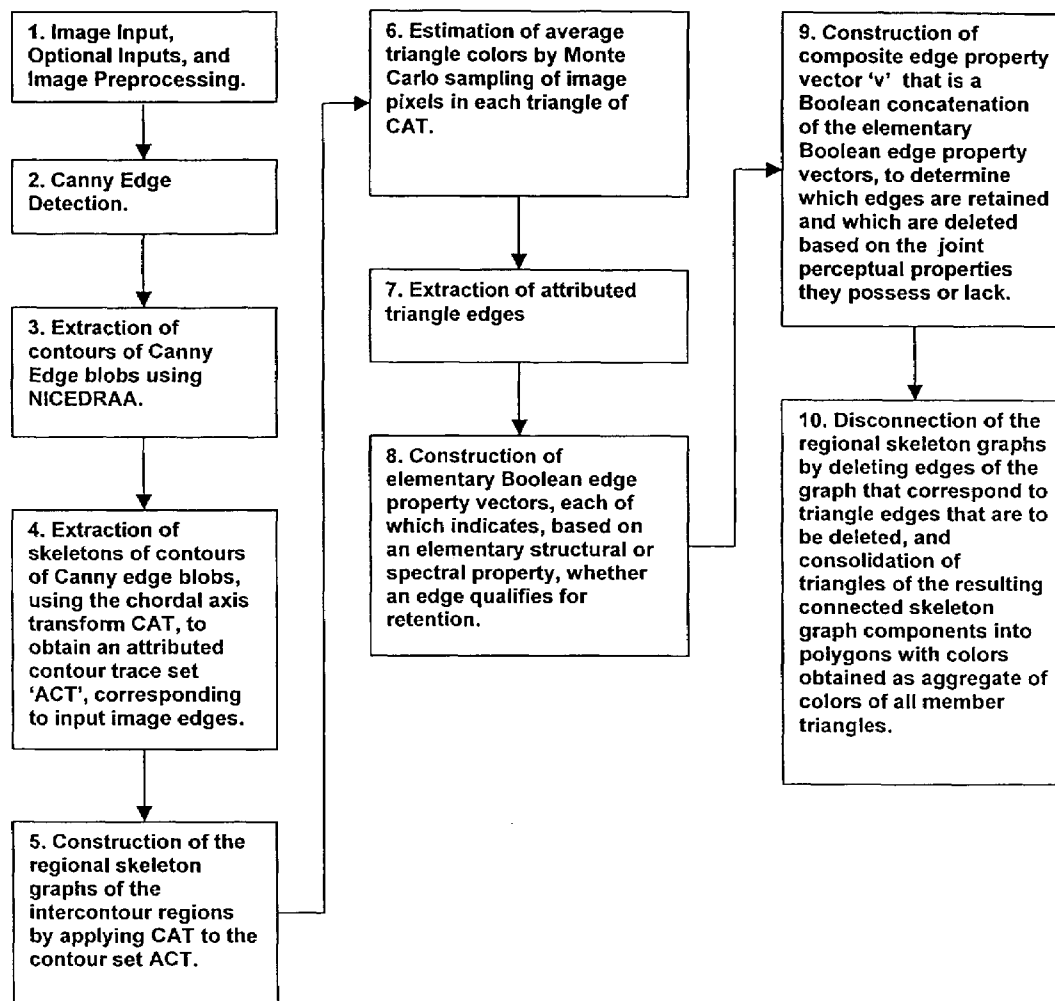 1. Image Input,
Optional Inputs, and
Image Preprocessing.
2. Canny Edge
Detection.
3. Extraction of
contours of Canny
Edge blobs using
NICEDRAA.
4. Extraction of
skeletons of contours
of Canny edge blobs,
using the chordal axis
transform CAT, to
obtain an attributed
contour trace set
‘ACT’, corresponding
to input image edges.
5. Construction of the
regional skeleton
graphs of the
intercontour regions
by applying CAT to the
contour set ACT.
6. Estimation of average
triangle colors by Monte
Carlo sampling of image
pixels in each triangle of
CAT.
7. Extraction of attributed
triangle edges
8. Construction of
elementary Boolean edge
property vectors, each of
which indicates, based on
an elementary structural or
spectral property, whether
an edge qualifies for
retention.
9. Construction of
composite edge property
vector ‘v’ that is a
Boolean concatenation
of the elementary
Boolean edge property
vectors, to determine
which edges are retained
and which are deleted
based on the joint
perceptual properties
they possess or lack.
10. Disconnection of the
regional skeleton graphs
by deleting edges of the
graph that correspond to
triangle edges that are to
be deleted, and
consolidation of
triangles of the resulting
connected skeleton
graph components into
polygons with colors
obtained as aggregate of
colors of all member
triangles.